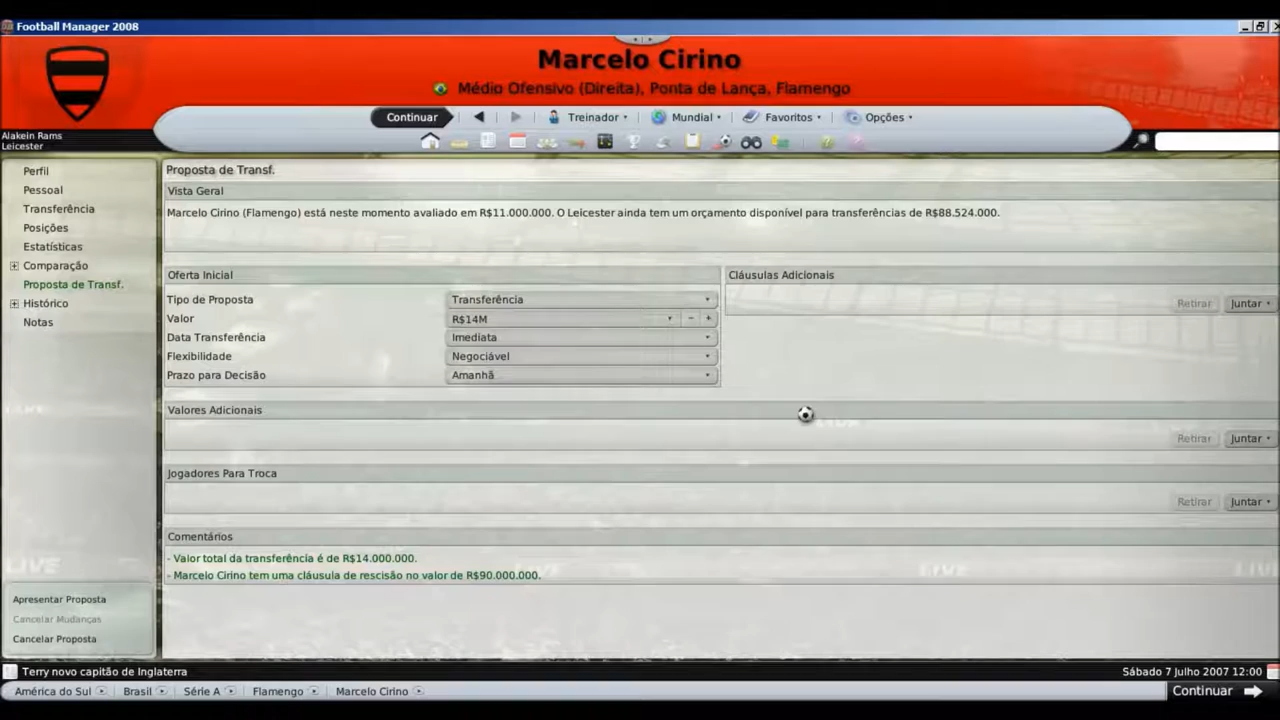 Football Manager 2008
Marcelo Cirino
Médio Ofensivo (Direita), Ponta de Lança, Flamengo
Continuar Treinador Mundial Favoritos Opções
Alakein Rams
Leicester
Perfil
Pessoal
Transferência
Posições
Estatísticas
Comparação
Proposta de Transf.
Histórico
Notas
Proposta de Transf.
Vista Geral
Marcelo Cirino (Flamengo) está neste momento avaliado em R$11.000.000. O Leicester ainda tem um orçamento disponível para transferências de R$88.524.000.
Oferta Inicial
Tipo de Proposta Transferência
Valor R$14M - +
Data Transferência Imediata
Flexibilidade Negociável
Prazo para Decisão Amanhã
Cláusulas Adicionais
Retirar Juntar
Valores Adicionais
Retirar Juntar
Jogadores Para Troca
Retirar Juntar
Comentários
- Valor total da transferência é de R$14.000.000.
- Marcelo Cirino tem uma cláusula de rescisão no valor de R$90.000.000.
LIVE LIVE LIVE
Apresentar Proposta
Cancelar Mudanças
Cancelar Proposta
Terry novo capitão de Inglaterra
Sábado 7 Julho 2007 12:00
América do Sul Brasil Série A Flamengo Marcelo Cirino
Continuar